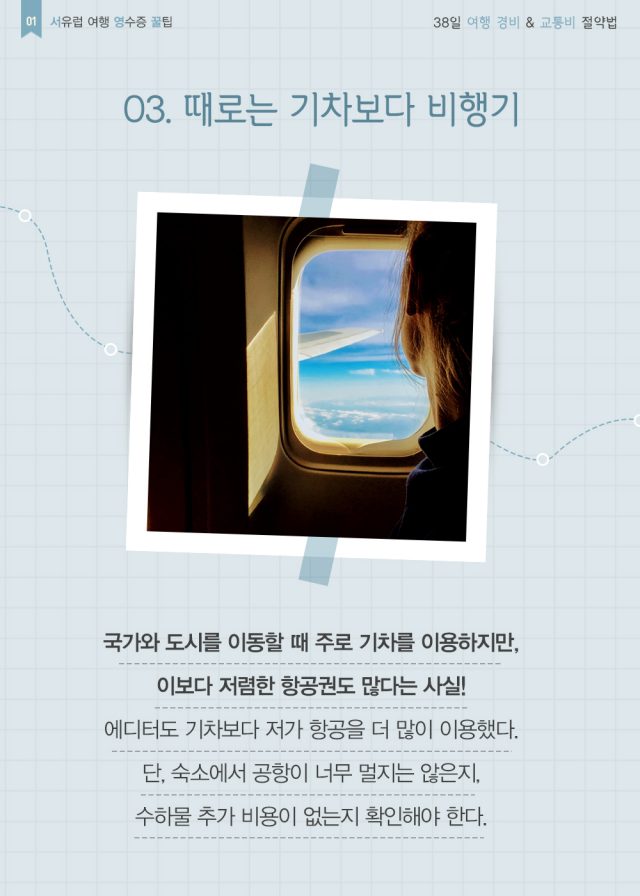 01 서유럽 여행 영수증 꿀팁
38일 여행 경비 & 교통비 절약법
03. 때로는 기차보다 비행기
국가와 도시를 이동할 때 주로 기차를 이용하지만,
이보다 저렴한 항공권도 많다는 사실!
에디터도 기차보다 저가 항공을 더 많이 이용했다.
단, 숙소에서 공항이 너무 멀지는 않은지,
수하물 추가 비용이 없는지 확인해야 한다.